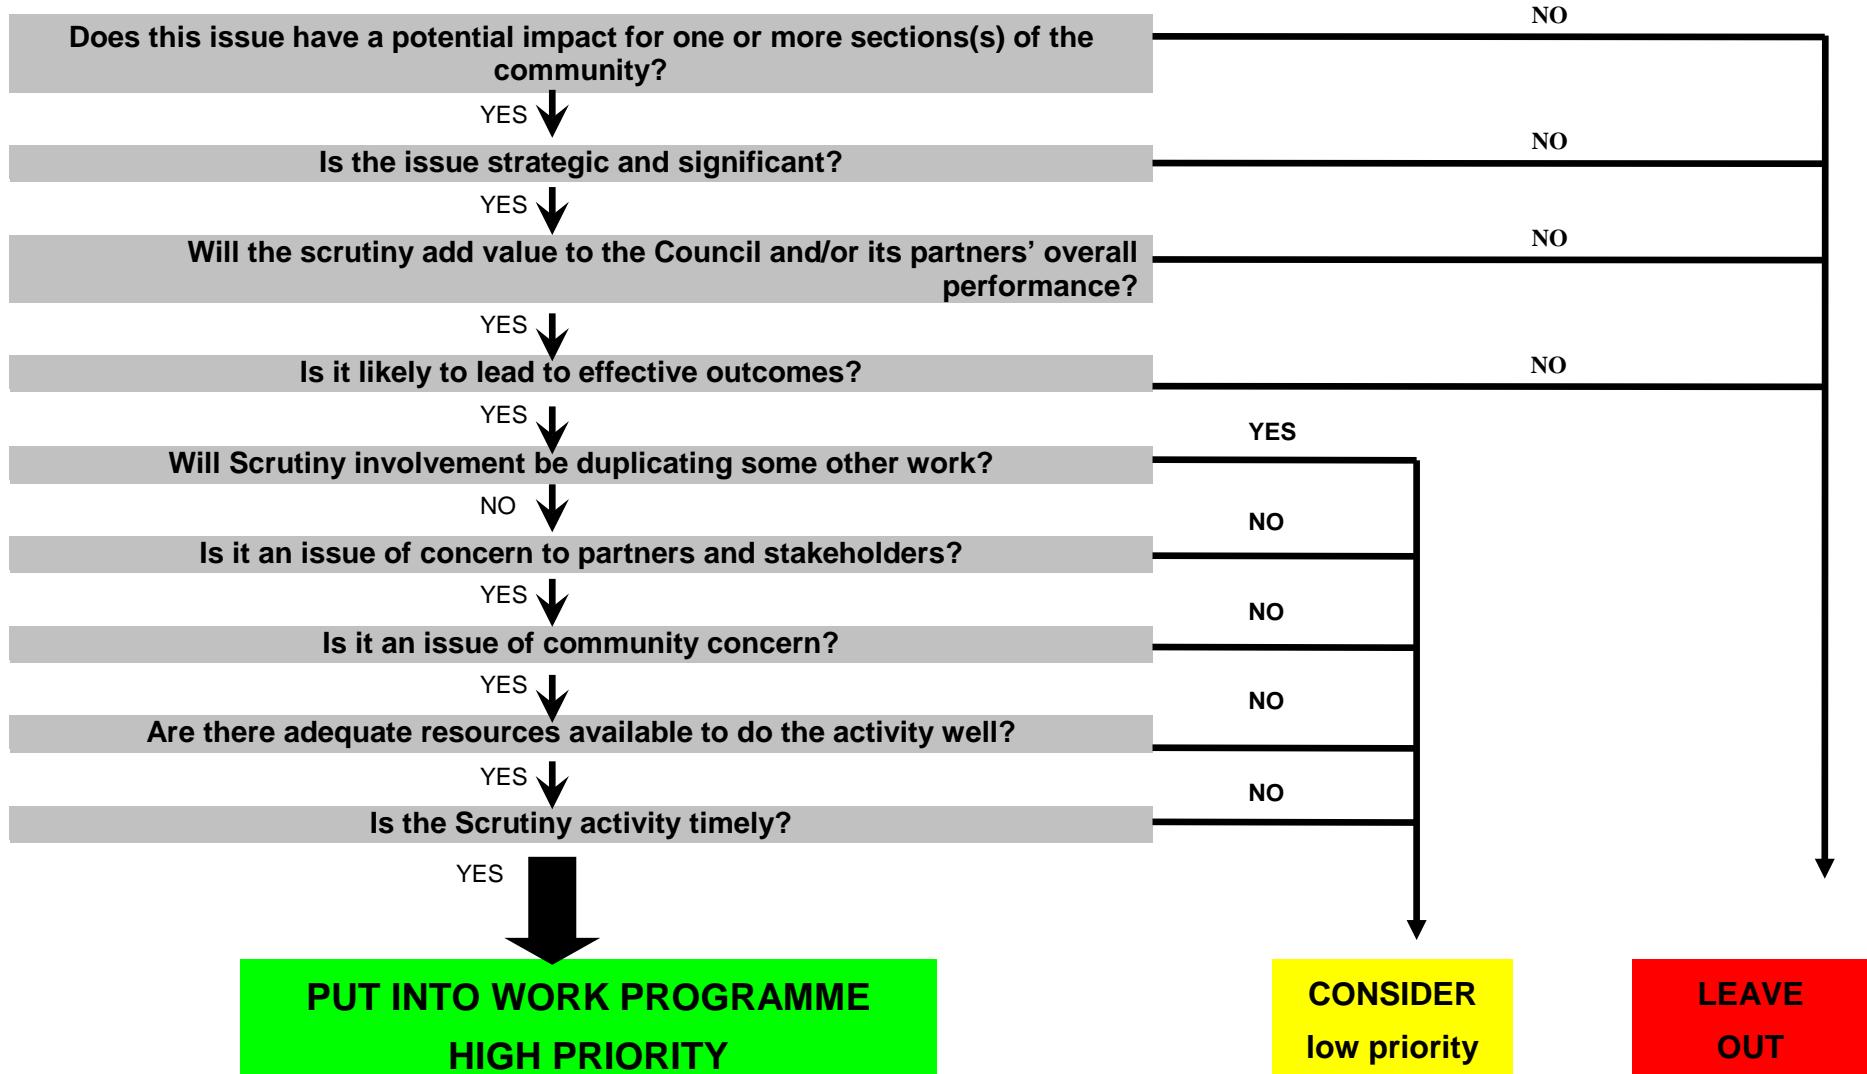 NO
Does this issue have a potential impact for one or more sections(s) of the
community?
YES
NO
Is the issue strategic and significant?
YES
NO
Will the scrutiny add value to the Council and/or its partners’ overall
performance?
YES
NO
Is it likely to lead to effective outcomes?
YES
YES
Will Scrutiny involvement be duplicating some other work?
NO
NO
Is it an issue of concern to partners and stakeholders?
YES
NO
Is it an issue of community concern?
YES
NO
Are there adequate resources available to do the activity well?
YES
NO
Is the Scrutiny activity timely?
YES
PUT INTO WORK PROGRAMME
HIGH PRIORITY
CONSIDER
low priority
LEAVE
OUT